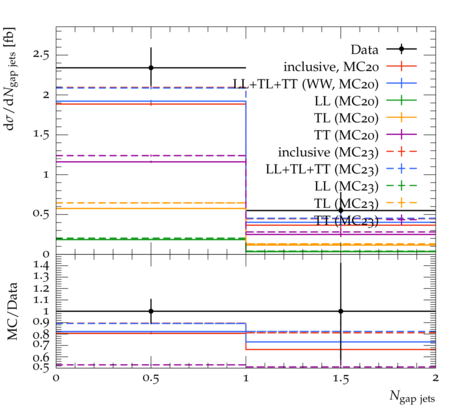 dσ/dN_gap jets [fb]
2.5
2
1.5
1
0.5
0
Data
inclusive, MC20
LL+TL+TT (WW, MC20)
LL (MC20)
TL (MC20)
TT (MC20)
inclusive (MC23)
LL+TL+TT (MC23)
LL (MC23)
TL (MC23)
TT (MC23)
MC/Data
1.4
1.3
1.2
1.1
1
0.9
0.8
0.7
0.6
0.5
0 0.5 1 1.5 2
N_gap jets